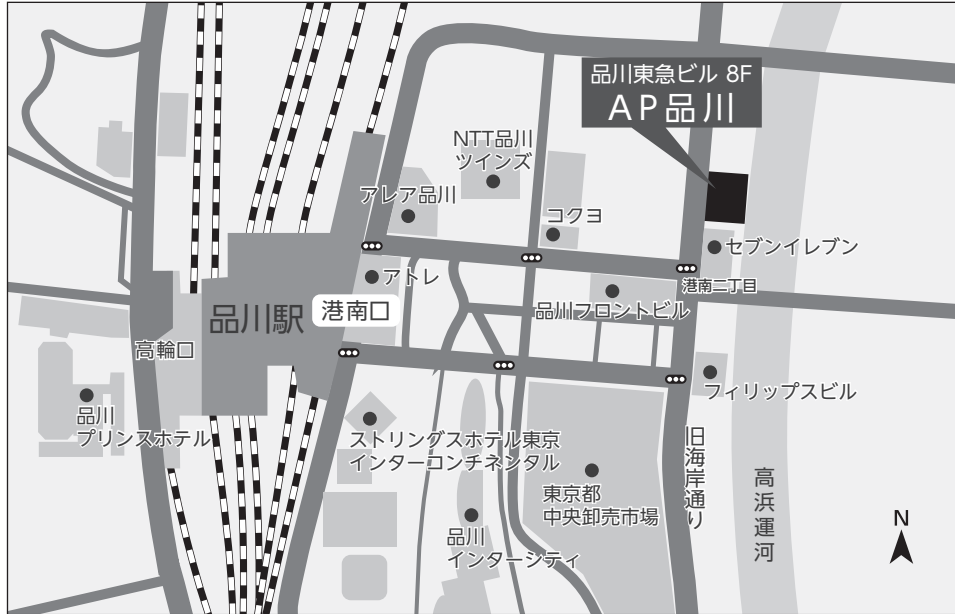 品川東急ビル 8F
AP品川
NTT品川
ツインズ
アレア品川
コクヨ
セブンイレブン
アトレ
港南二丁目
品川フロントビル
品川駅
港南口
高輪口
フィリップスビル
品川
プリンスホテル
ストリングスホテル東京
インターコンチネンタル
旧海岸通り
高浜運河
東京都
中央卸売市場
品川
インターシティ
N